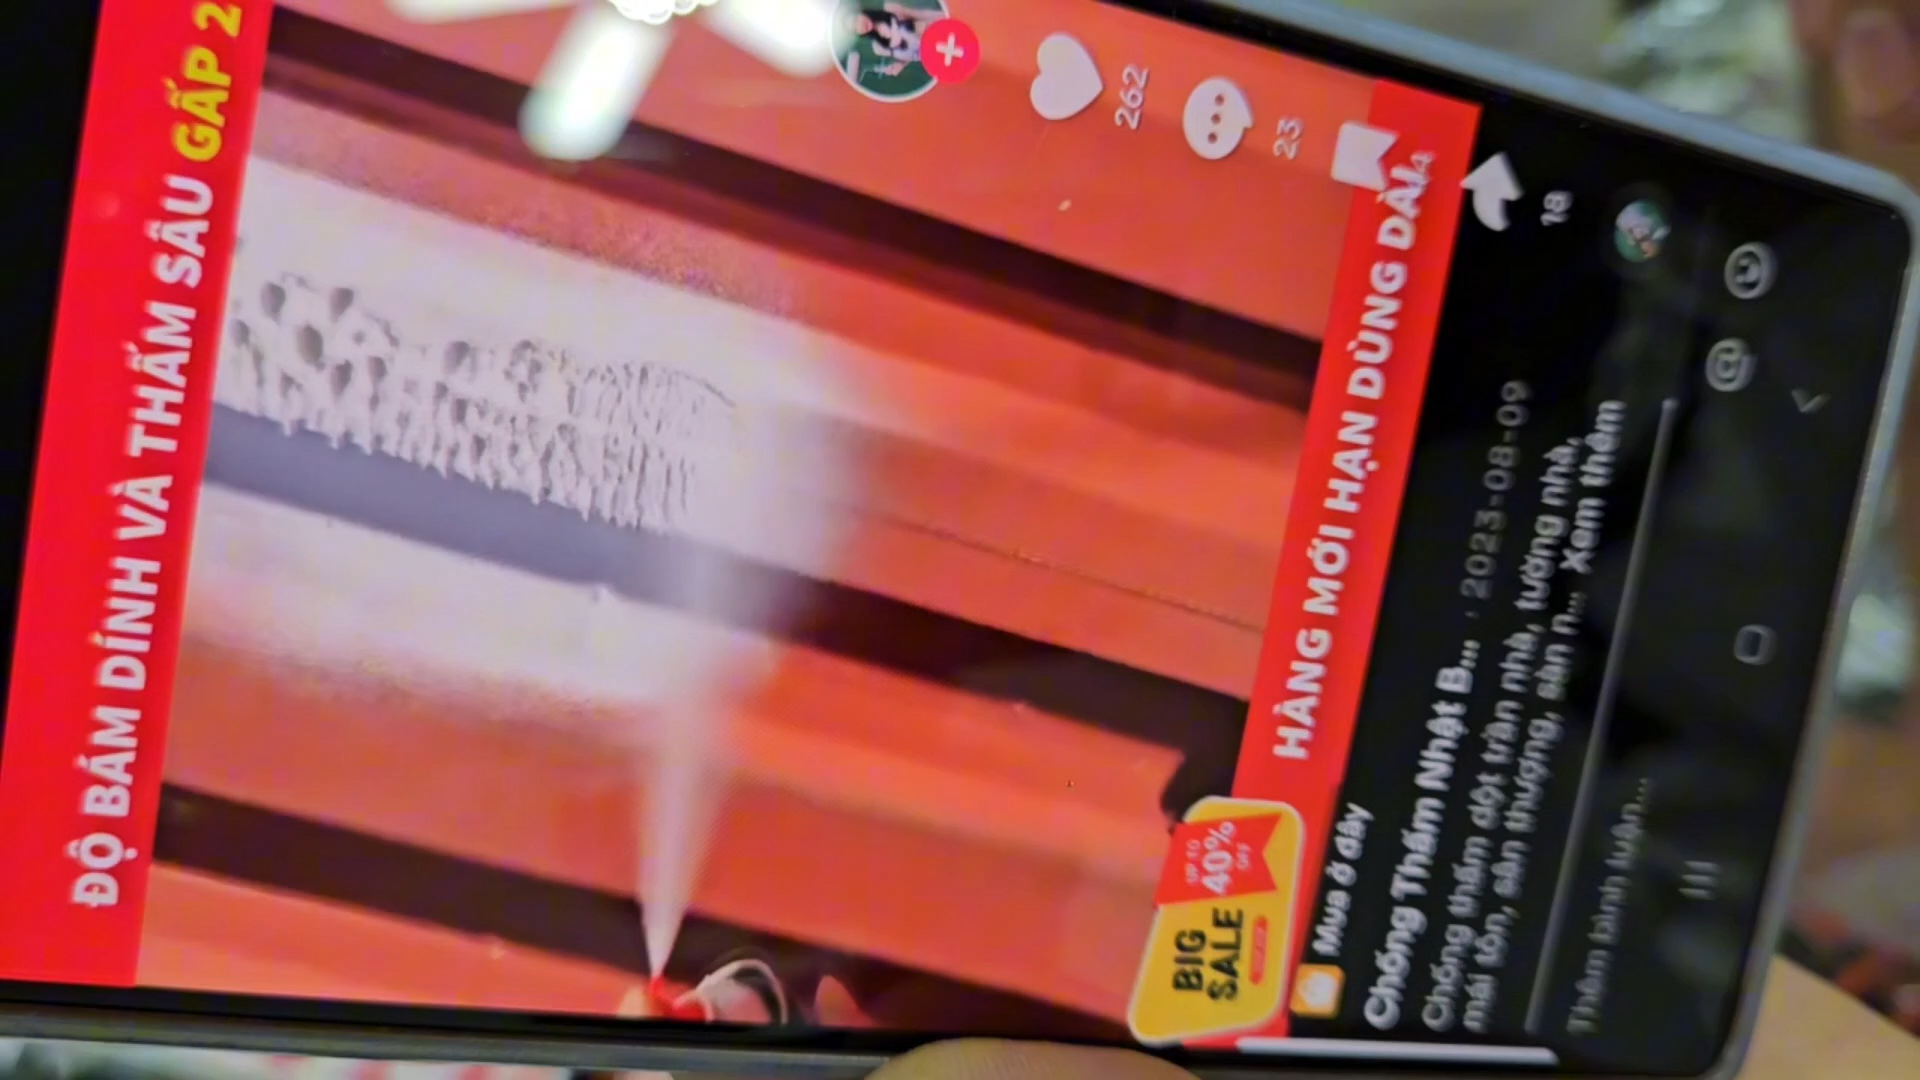 ĐỘ BÁM DÍNH VÀ THẤM SÂU GẤP 2
262
23
18
HÀNG MỚI HẠN DÙNG DÀI
BIG
SALE
UP TO
40%
OFF
Mua ở đây
Chống Thấm Nhật B... · 2023-08-09
Chống thấm dột trần nhà, tường nhà,
mái tôn, sân thượng, sàn n... Xem thêm
Thêm bình luận...